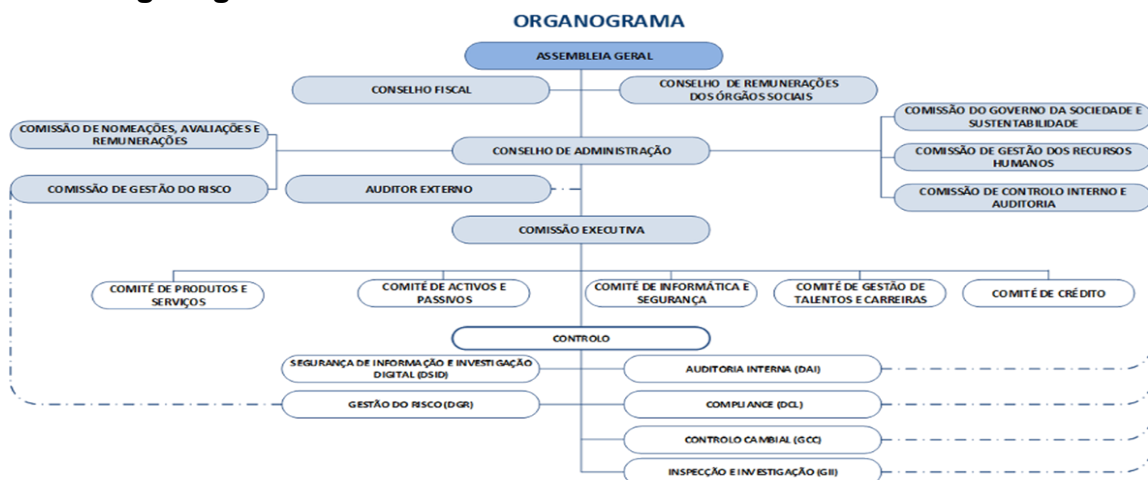 ORGANOGRAMA
ASSEMBLEIA GERAL
CONSELHO FISCAL
CONSELHO DE REMUNERAÇÕES
DOS ÓRGÃOS SOCIAIS
COMISSÃO DO GOVERNO DA SOCIEDADE E
SUSTENTABILIDADE
COMISSÃO DE NOMEAÇÕES, AVALIAÇÕES E
REMUNERAÇÕES
CONSELHO DE ADMINISTRAÇÃO
COMISSÃO DE GESTÃO DOS RECURSOS
HUMANOS
COMISSÃO DE GESTÃO DO RISCO
AUDITOR EXTERNO
COMISSÃO DE CONTROLO INTERNO E
AUDITORIA
COMISSÃO EXECUTIVA
COMITÉ DE PRODUTOS E
SERVIÇOS
COMITÉ DE ACTIVOS E
PASSIVOS
COMITÉ DE INFORMÁTICA E
SEGURANÇA
COMITÉ DE GESTÃO DE
TALENTOS E CARREIRAS
COMITÉ DE CRÉDITO
CONTROLO
SEGURANÇA DE INFORMAÇÃO E INVESTIGAÇÃO
DIGITAL (DSID)
AUDITORIA INTERNA (DAI)
GESTÃO DO RISCO (DGR)
COMPLIANCE (DCL)
CONTROLO CAMBIAL (GCC)
INSPECÇÃO E INVESTIGAÇÃO (GII)